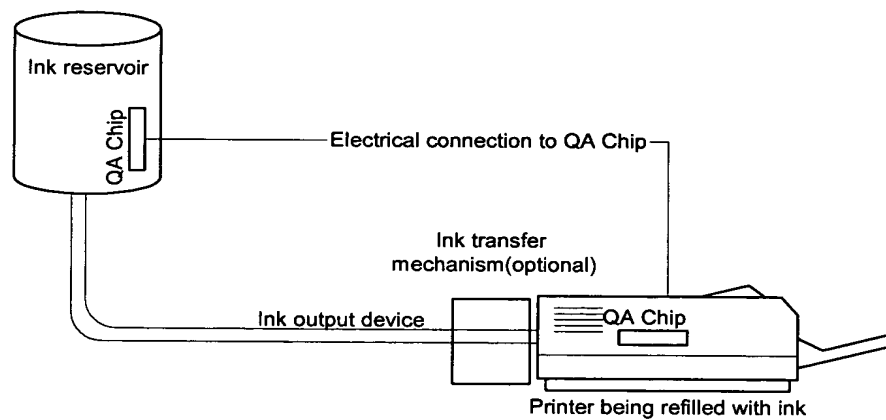 Ink reservoir
QA Chip
Electrical connection to QA Chip
Ink transfer
mechanism(optional)
Ink output device
QA Chip
Printer being refilled with ink